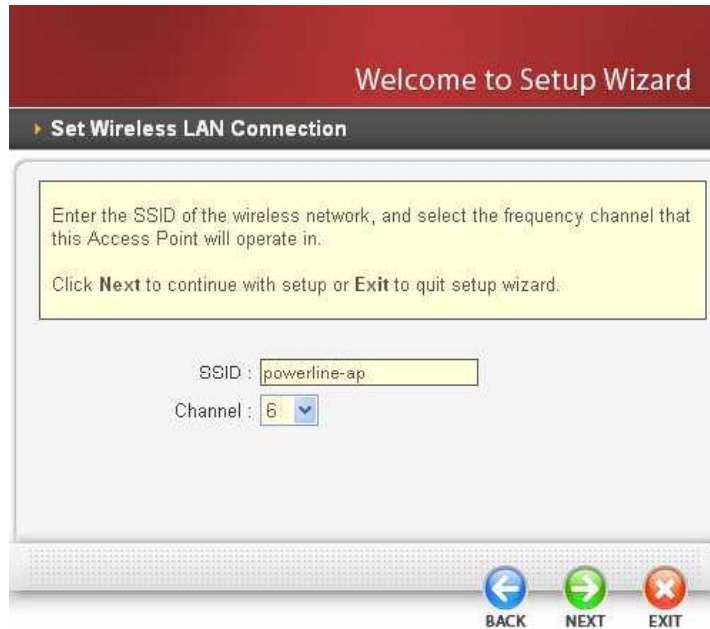 Welcome to Setup Wizard
Set Wireless LAN Connection
Enter the SSID of the wireless network, and select the frequency channel that
this Access Point will operate in.
Click Next to continue with setup or Exit to quit setup wizard.
SSID : powerline-ap
Channel : 6
BACK NEXT EXIT